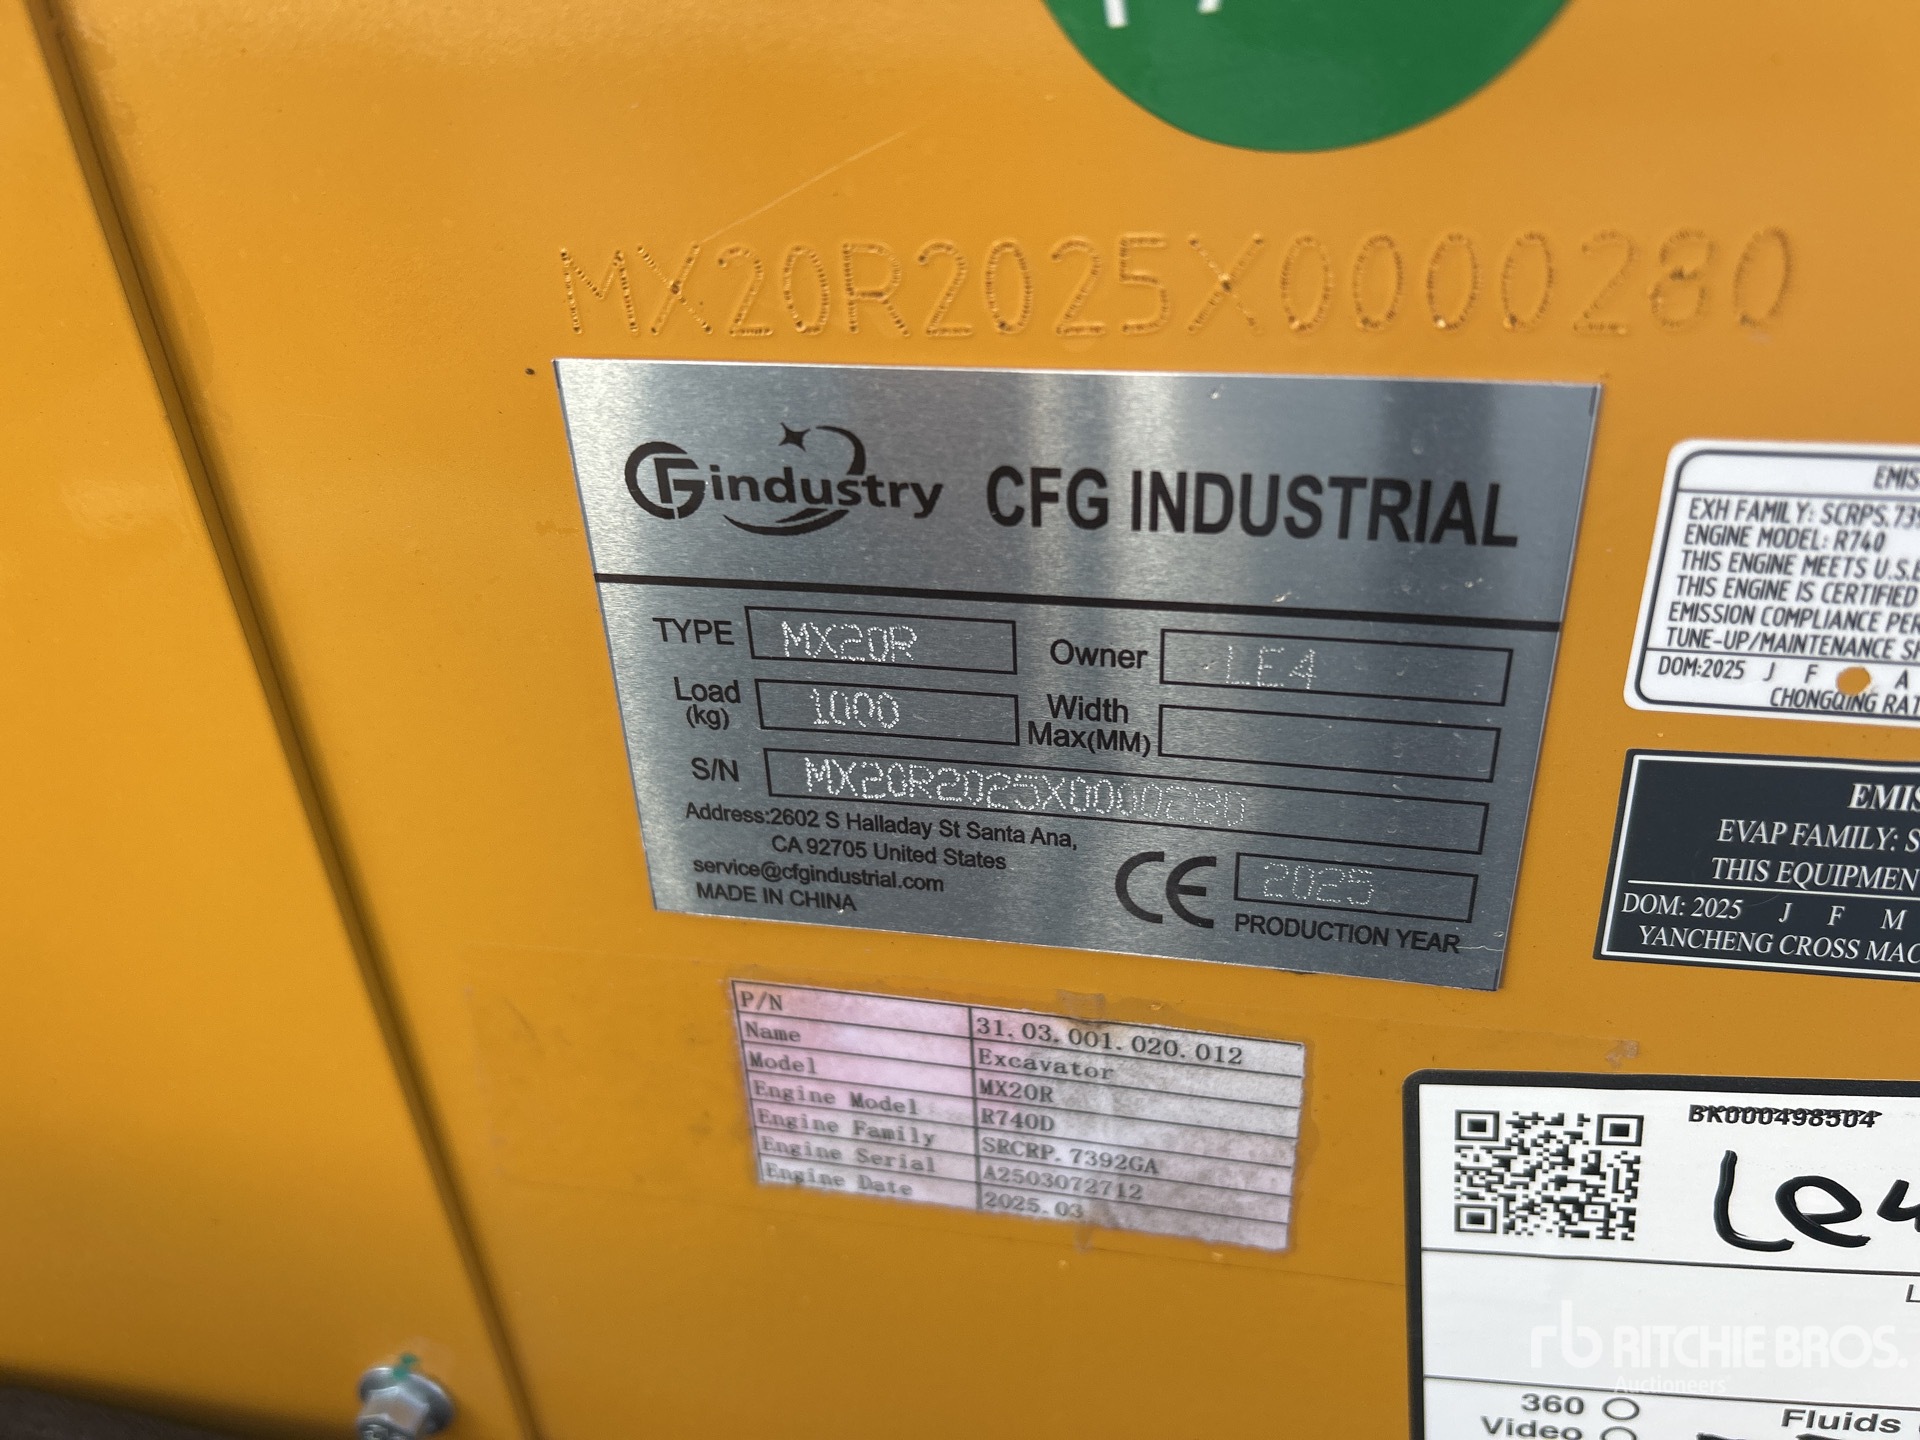 MX20R2025X0000280
CFG industry CFG INDUSTRIAL
TYPE MX20R Owner LE4
Load (kg) 1000 Width Max(MM)
S/N MX20R2025X0000280
Address:2602 S Halladay St Santa Ana,
CA 92705 United States
service@cfgindustrial.com
MADE IN CHINA
CE 2025
PRODUCTION YEAR
EXH FAMILY: SCRPS.739
ENGINE MODEL: R740
THIS ENGINE MEETS U.S.E
THIS ENGINE IS CERTIFIED
EMISSION COMPLIANCE PER
TUNE-UP/MAINTENANCE
DOM:2025 J F A
CHONGQING
EVAP FAMILY: S
THIS EQUIPMEN
DOM: 2025 J F M
YANCHENG CROSS MAC
P/N 31.03.001.020.012
Name Excavator
Model MX20R
Engine Model R740D
Engine Family SRCRP.7392GA
Engine Serial A2503072712
Engine Date 2025.03
BK000498504
Le4
rb RITCHIE BROS.
Auctioneers
360
Video
Fluids